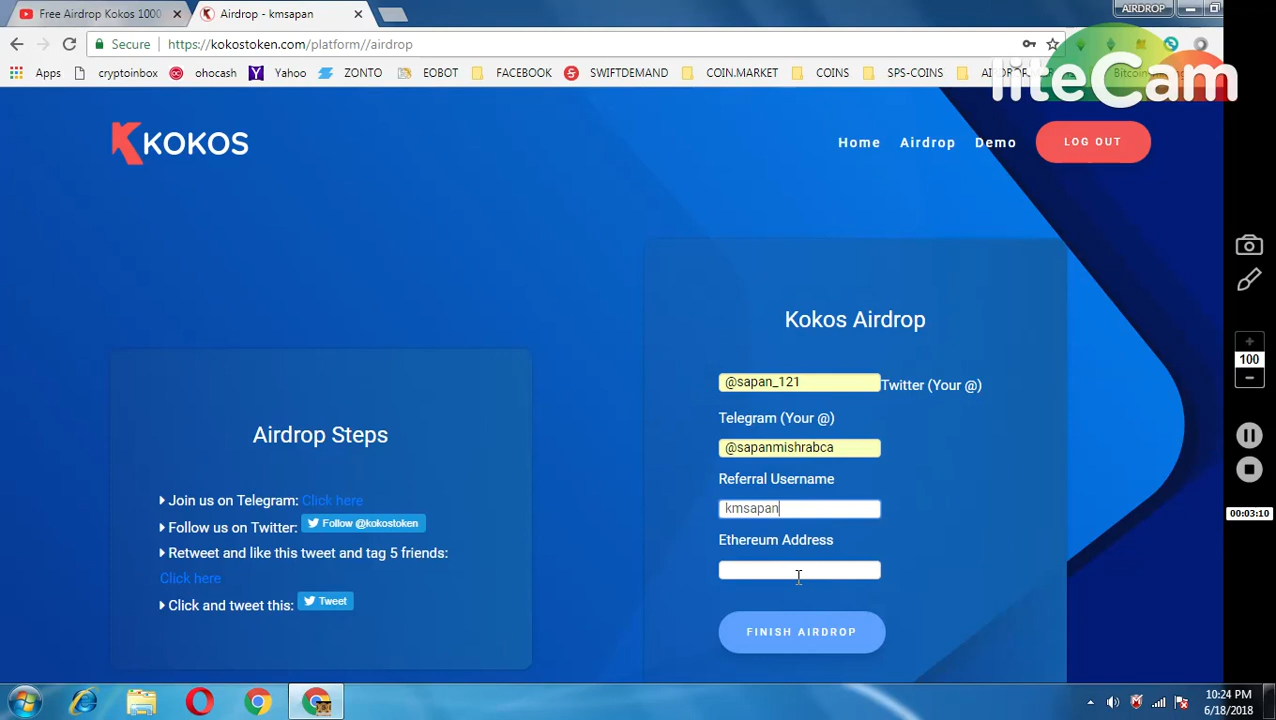 Free Airdrop Kokos 1000
Airdrop - kmsapan
AIRDROP
Secure
https://kokostoken.com/platform//airdrop
Apps
cryptoinbox
ohocash
Yahoo
ZONTO
EOBOT
FACEBOOK
SWIFTDEMAND
COIN.MARKET
COINS
SPS-COINS
liteCam
KOKOS
Home
Airdrop
Demo
LOG OUT
Kokos Airdrop
@sapan_121
Twitter (Your @)
Telegram (Your @)
@sapanmishrabca
Referral Username
kmsapan
Ethereum Address
FINISH AIRDROP
Airdrop Steps
Join us on Telegram: Click here
Follow us on Twitter: Follow @kokostoken
Retweet and like this tweet and tag 5 friends:
Click here
Click and tweet this: Tweet
100
00:03:10
10:24 PM
6/18/2018